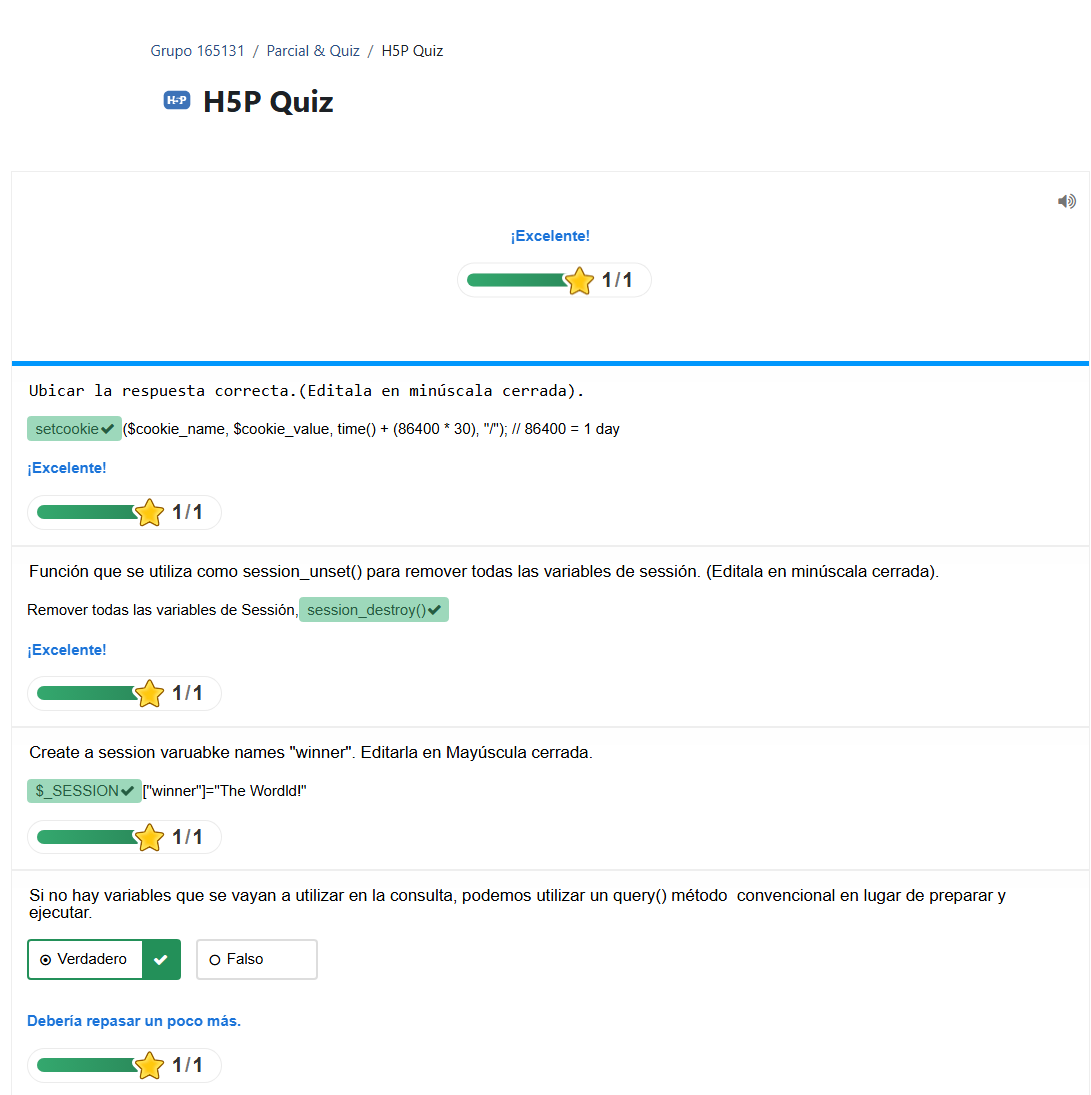 Grupo 165131 / Parcial & Quiz / H5P Quiz
H-P H5P Quiz
¡Excelente!
1/1
Ubicar la respuesta correcta.(Editala en minúscala cerrada).
setcookie ($cookie_name, $cookie_value, time() + (86400 * 30), "/"); // 86400 = 1 day
¡Excelente!
1/1
Función que se utiliza como session_unset() para remover todas las variables de sesión. (Editala en minúscala cerrada).
Remover todas las variables de Sesión, session_destroy()
¡Excelente!
1/1
Create a session varuabke names "winner". Editarla en Mayúscula cerrada.
$_SESSION ["winner"]="The Wordld!"
1/1
Si no hay variables que se vayan a utilizar en la consulta, podemos utilizar un query() método  convencional en lugar de preparar y
ejecutar.
Verdadero Falso
Debería repasar un poco más.
1/1